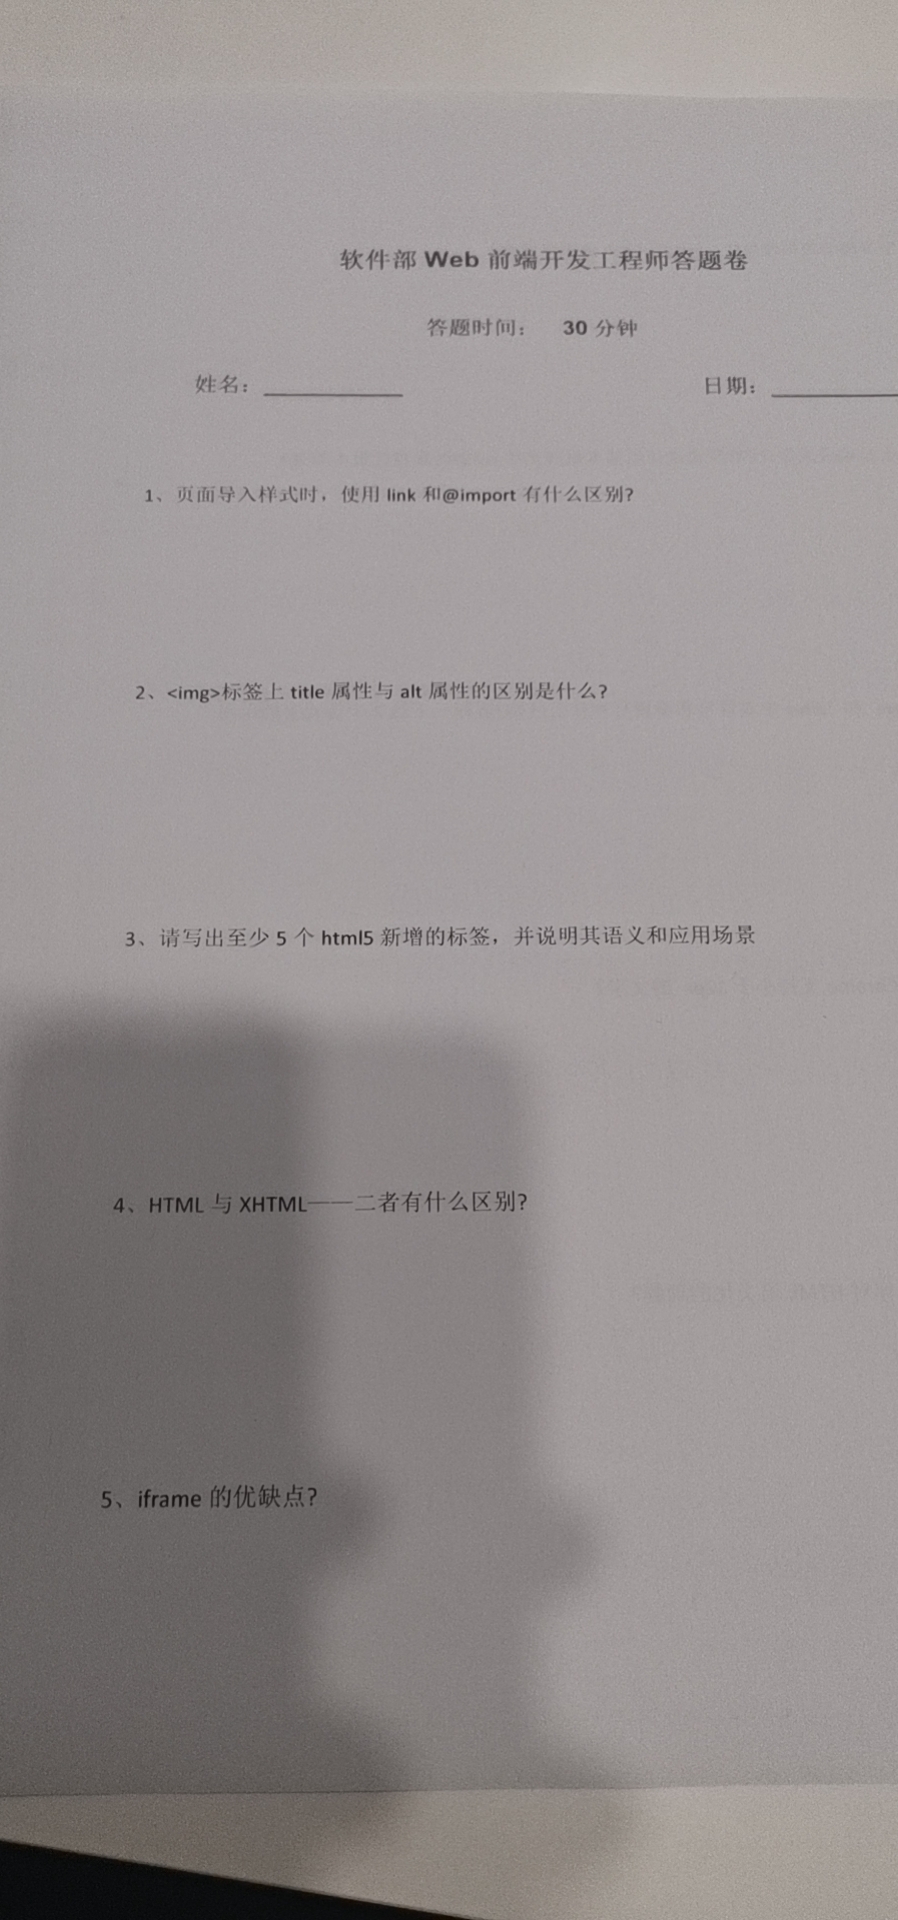 软件部 Web 前端开发工程师答题卷
答题时间： 30 分钟
姓名： 日期：
1、页面导入样式时，使用 link 和@import 有什么区别?
2、<img>标签上 title 属性与 alt 属性的区别是什么?
3、请写出至少 5 个 html5 新增的标签，并说明其语义和应用场景
4、HTML 与 XHTML——二者有什么区别?
5、iframe 的优缺点?